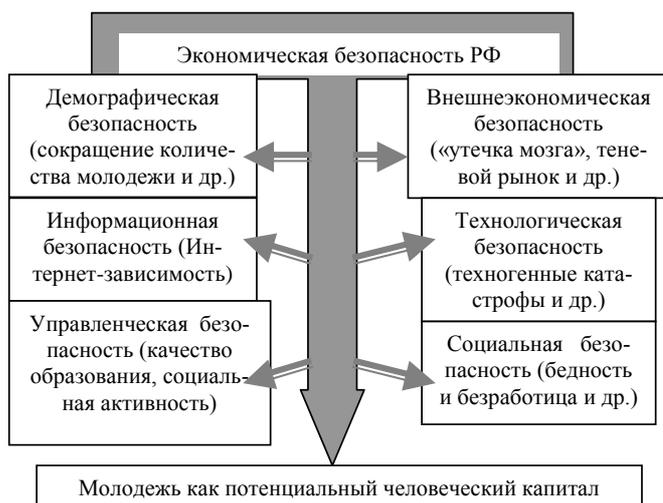 Экономическая безопасность РФ
Демографическая
безопасность
(сокращение количе-
ства молодежи и др.)
Внешнеэкономическая
безопасность
(«утечка мозга», тене-
вой рынок и др.)
Информационная
безопасность (Ин-
тернет-зависимость)
Технологическая
безопасность
(техногенные ката-
строфы и др.)
Управленческая безо-
пасность (качество
образования, социаль-
ная активность)
Социальная безо-
пасность (бедность
и безработица и др.)
Молодежь как потенциальный человеческий капитал